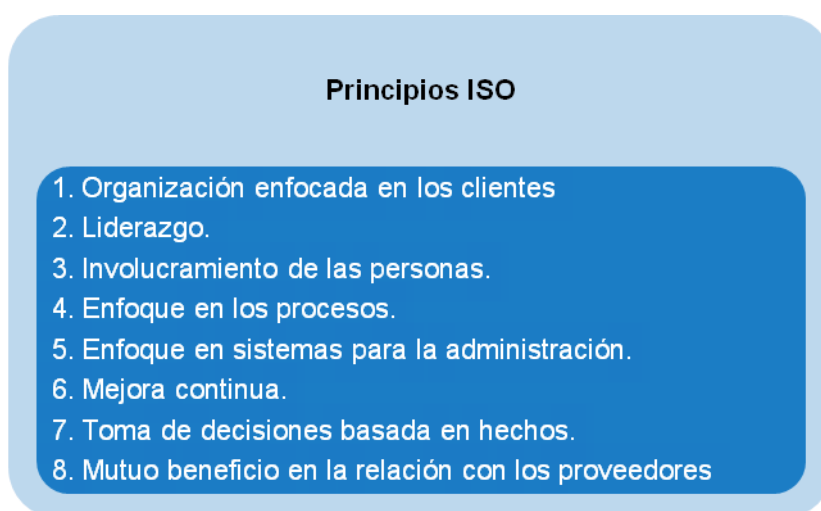 Principios ISO
1. Organización enfocada en los clientes
2. Liderazgo.
3. Involucramiento de las personas.
4. Enfoque en los procesos.
5. Enfoque en sistemas para la administración.
6. Mejora continua.
7. Toma de decisiones basada en hechos.
8. Mutuo beneficio en la relación con los proveedores